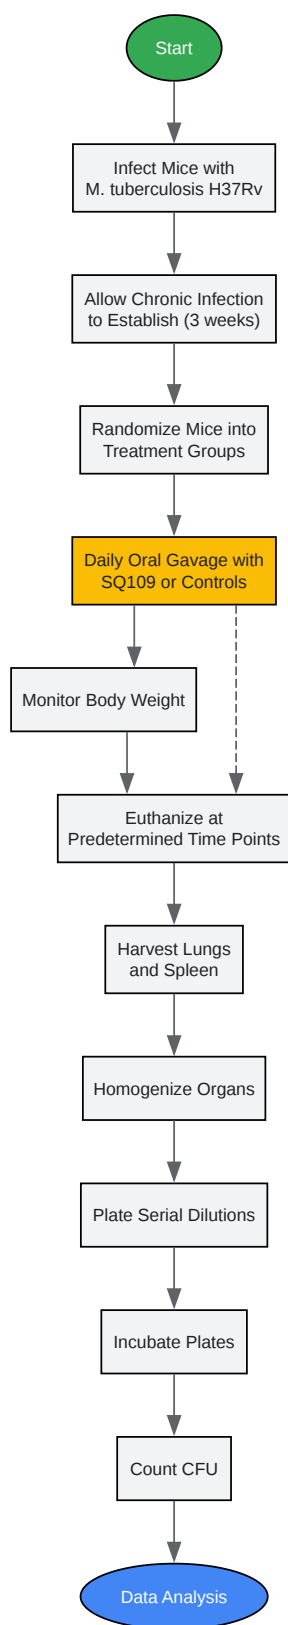 Start
Infect Mice with
M. tuberculosis H37Rv
Allow Chronic Infection
to Establish (3 weeks)
Randomize Mice into
Treatment Groups
Daily Oral Gavage with
SQ109 or Controls
Monitor Body Weight
Euthanize at
Predetermined Time Points
Harvest Lungs
and Spleen
Homogenize Organs
Plate Serial Dilutions
Incubate Plates
Count CFU
Data Analysis